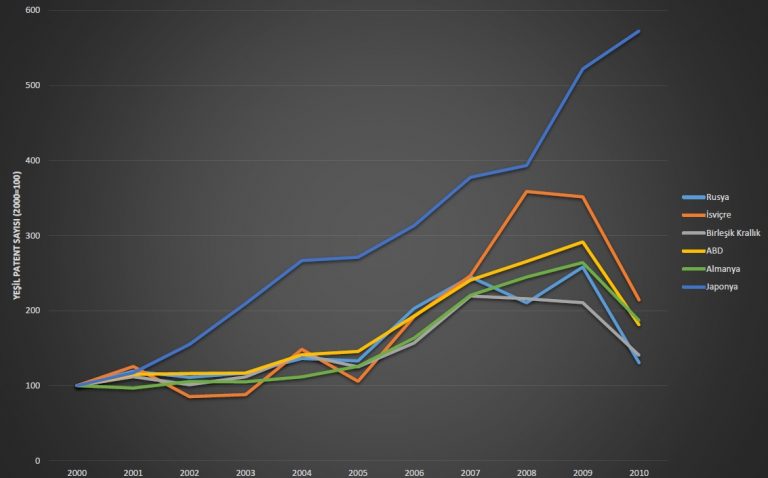 YEŞİL PATENT SAYISI (2000=100)
600
500
400
300
200
100
0
2000 2001 2002 2003 2004 2005 2006 2007 2008 2009 2010
Rusya
İsviçre
Birleşik Krallık
ABD
Almanya
Japonya